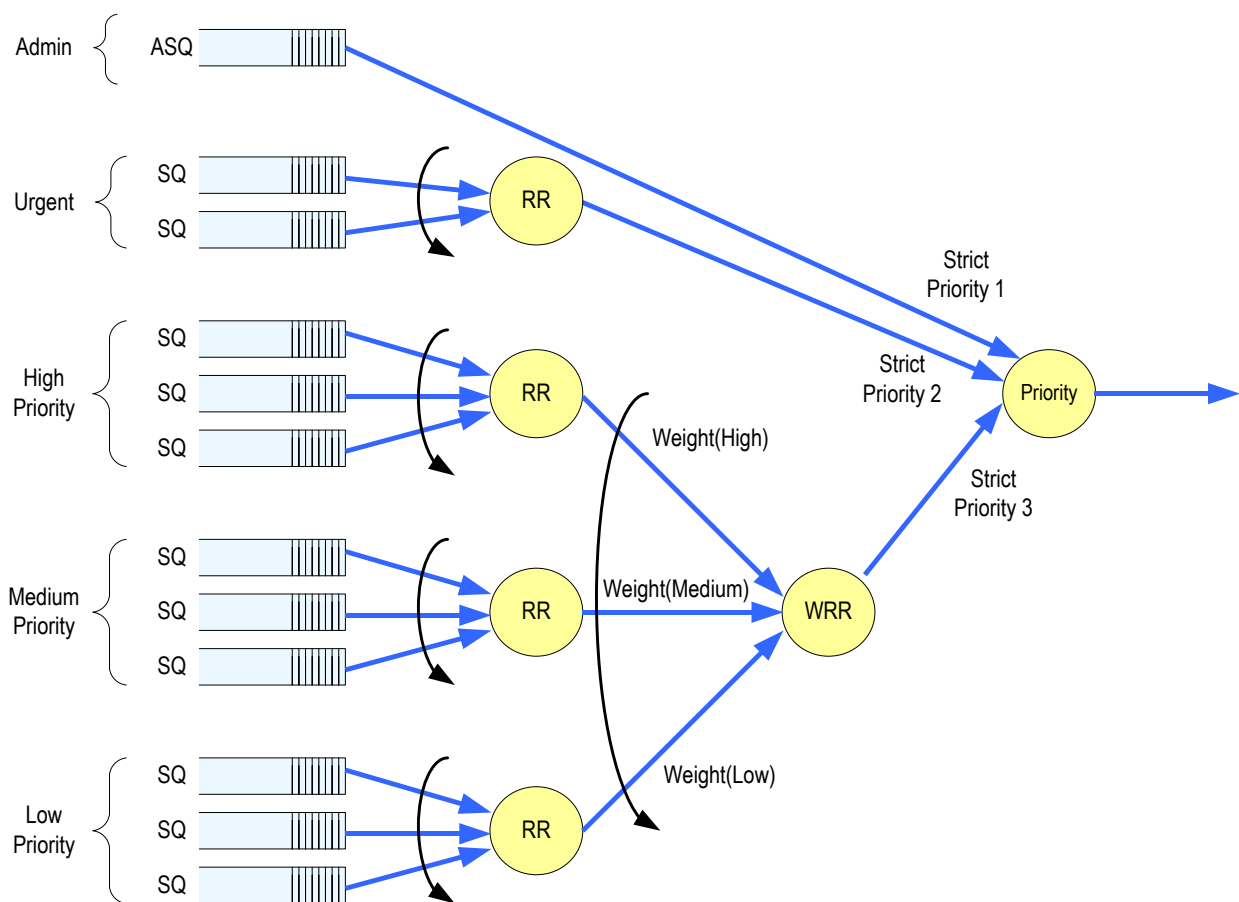 Admin
ASQ
Urgent
SQ
SQ
RR
Strict
Priority 1
High
Priority
SQ
SQ
SQ
RR
Strict
Priority 2
Priority
Weight(High)
Strict
Priority 3
Medium
Priority
SQ
SQ
SQ
RR
Weight(Medium)
WRR
Low
Priority
SQ
SQ
SQ
RR
Weight(Low)